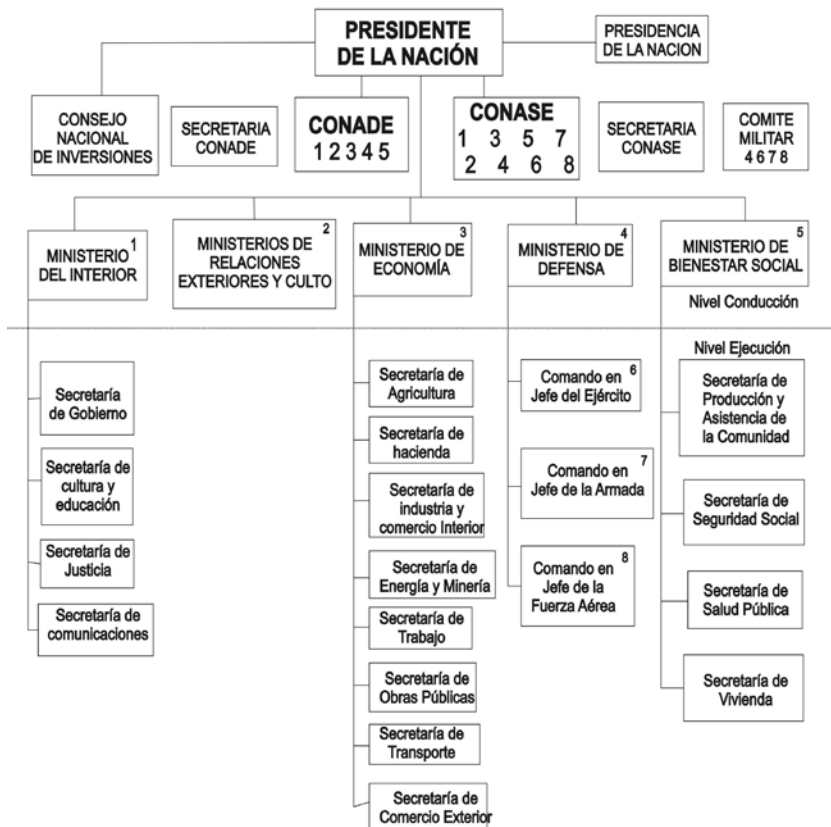 PRESIDENTE
DE LA NACIÓN
PRESIDENCIA
DE LA NACION
CONSEJO
NACIONAL
DE INVERSIONES
SECRETARIA
CONADE
CONADE
1 2 3 4 5
CONASE
1 3 5 7
2 4 6 8
SECRETARIA
CONASE
COMITE
MILITAR
4 6 7 8
1
MINISTERIO
DEL INTERIOR
2
MINISTERIOS DE
RELACIONES
EXTERIORES Y CULTO
3
MINISTERIO DE
ECONOMÍA
4
MINISTERIO DE
DEFENSA
5
MINISTERIO DE
BIENESTAR SOCIAL
Nivel Conducción
Nivel Ejecución
Secretaría
de Gobierno
Secretaría de
cultura y
educación
Secretaría de
Justicia
Secretaría de
comunicaciones
Secretaría de
Agricultura
Secretaría de
hacienda
Secretaría de
industria y
comercio Interior
Secretaría de
Energía y Minería
Secretaría de
Trabajo
Secretaría de
Obras Públicas
Secretaría de
Transporte
Secretaría de
Comercio Exterior
6
Comando en
Jefe del Ejército
7
Comando en
Jefe de la Armada
8
Comando en
Jefe de la
Fuerza Aérea
Secretaría de
Producción y
Asistencia de
la Comunidad
Secretaría de
Seguridad Social
Secretaría de
Salud Pública
Secretaría de
Vivienda